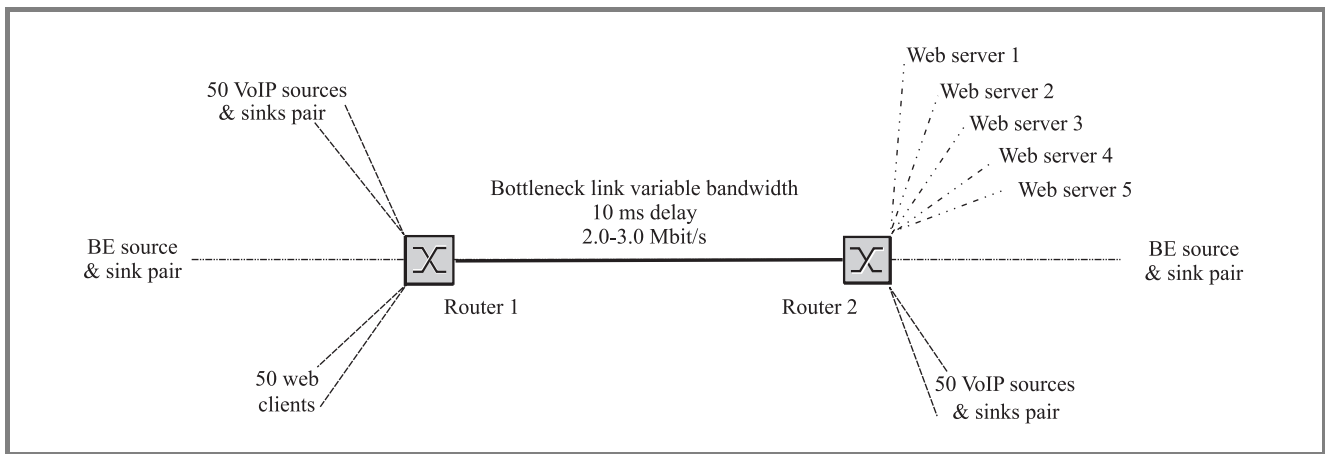 Web server 1
50 VoIP sources
& sinks pair
Web server 2
Web server 3
Web server 4
Web server 5
Bottleneck link variable bandwidth
10 ms delay
2.0-3.0 Mbit/s
BE source
& sink pair
BE source
& sink pair
Router 1
Router 2
50 web
clients
50 VoIP sources
& sinks pair